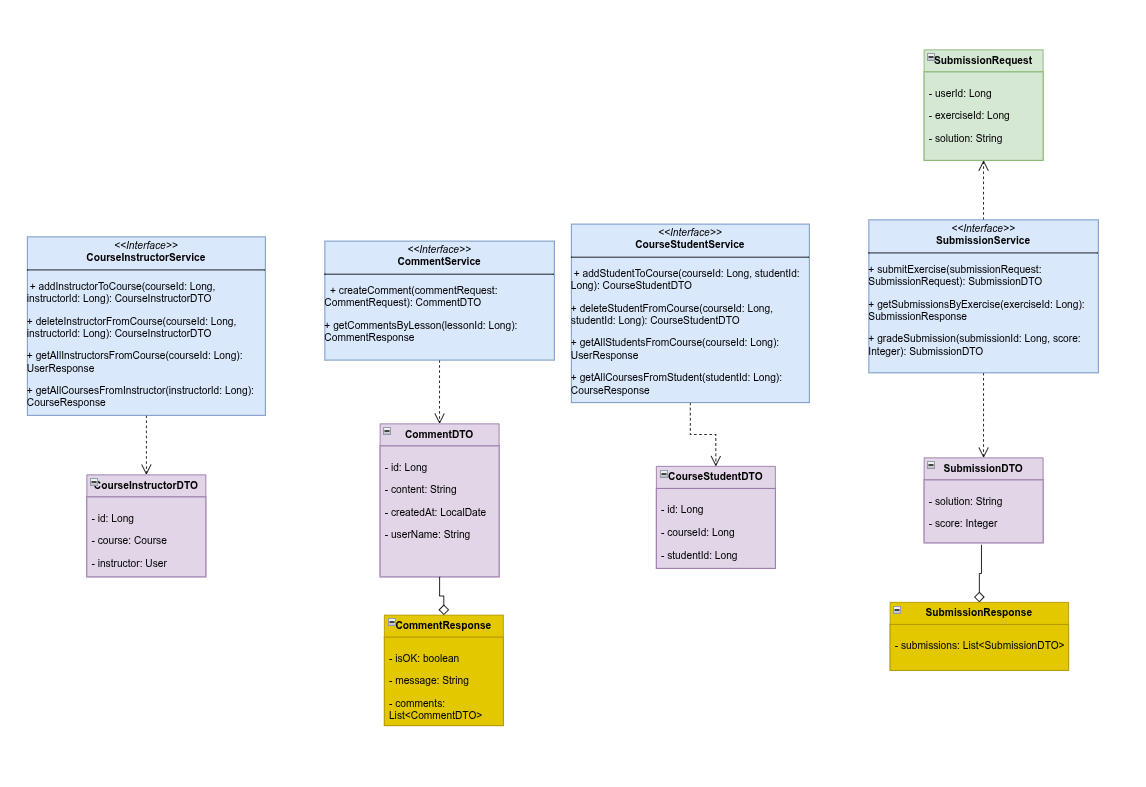 SubmissionRequest
- userId: Long
- exerciseId: Long
- solution: String
<<Interface>>
CourseInstructorService
+ addInstructorToCourse(courseId: Long,
instructorId: Long): CourseInstructorDTO
+ deleteInstructorFromCourse(courseId: Long,
instructorId: Long): CourseInstructorDTO
+ getAllInstructorsFromCourse(courseId: Long):
UserResponse
+ getAllCoursesFromInstructor(instructorId: Long):
CourseResponse
<<Interface>>
CommentService
+ createComment(commentRequest:
CommentRequest): CommentDTO
+ getCommentsByLesson(lessonId: Long):
CommentResponse
<<Interface>>
CourseStudentService
+ addStudentToCourse(courseId: Long, studentId:
Long): CourseStudentDTO
+ deleteStudentFromCourse(courseId: Long,
studentId: Long): CourseStudentDTO
+ getAllStudentsFromCourse(courseId: Long):
UserResponse
+ getAllCoursesFromStudent(studentId: Long):
CourseResponse
<<Interface>>
SubmissionService
+ submitExercise(submissionRequest:
SubmissionRequest): SubmissionDTO
+ getSubmissionsByExercise(exerciseId: Long):
SubmissionResponse
+ gradeSubmission(submissionId: Long, score:
Integer): SubmissionDTO
CourseInstructorDTO
- id: Long
- course: Course
- instructor: User
CommentDTO
- id: Long
- content: String
- createdAt: LocalDate
- userName: String
CourseStudentDTO
- id: Long
- courseId: Long
- studentId: Long
SubmissionDTO
- solution: String
- score: Integer
CommentResponse
- isOK: boolean
- message: String
- comments:
List<CommentDTO>
SubmissionResponse
- submissions: List<SubmissionDTO>